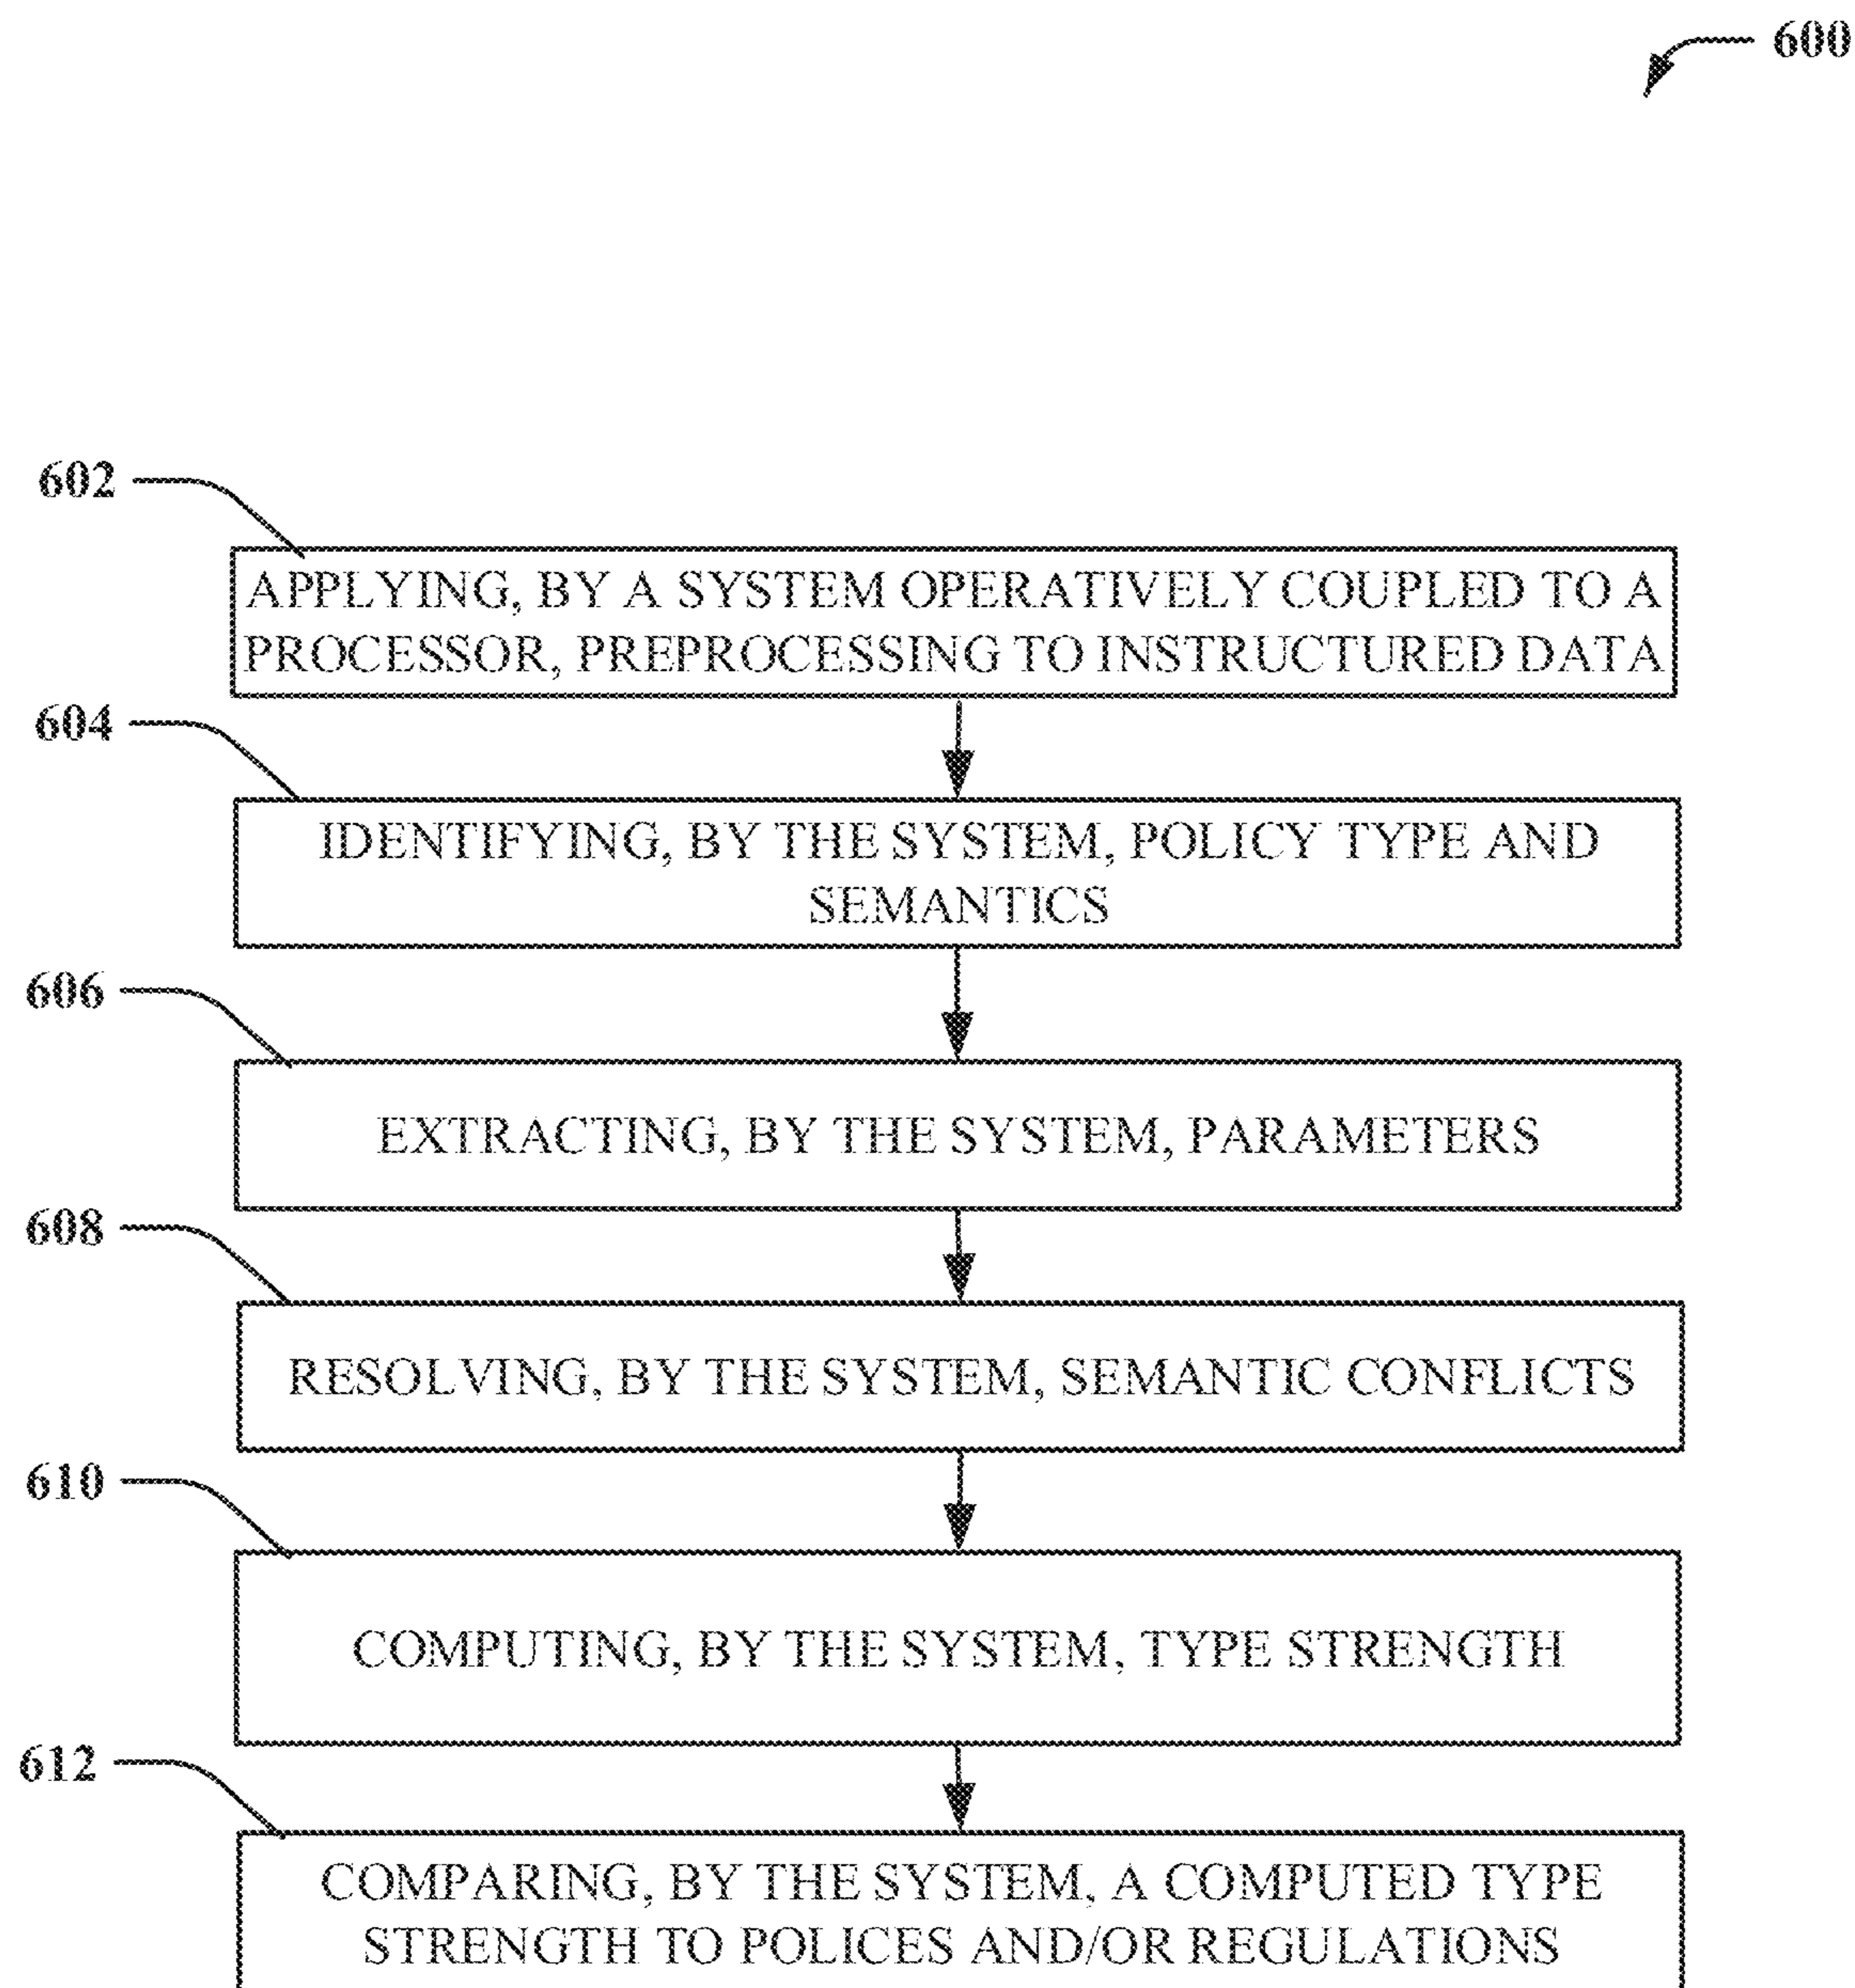 600
602
APPLYING, BY A SYSTEM OPERATIVELY COUPLED TO A
PROCESSOR, PREPROCESSING TO INSTRUCTURED DATA
604
IDENTIFYING, BY THE SYSTEM, POLICY TYPE AND
SEMANTICS
606
EXTRACTING, BY THE SYSTEM, PARAMETERS
608
RESOLVING, BY THE SYSTEM, SEMANTIC CONFLICTS
610
COMPUTING, BY THE SYSTEM, TYPE STRENGTH
612
COMPARING, BY THE SYSTEM, A COMPUTED TYPE
STRENGTH TO POLICES AND/OR REGULATIONS